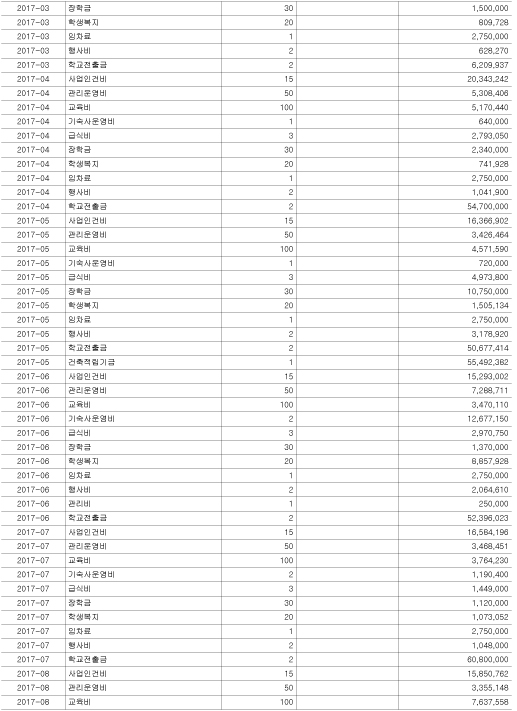 2017-03 장학금 30 1,500,000
2017-03 학생복지 20 809,728
2017-03 임차료 1 2,750,000
2017-03 행사비 2 628,270
2017-03 학교전출금 2 6,209,937
2017-04 사업인건비 15 20,343,242
2017-04 관리운영비 50 5,308,406
2017-04 교육비 100 5,170,440
2017-04 기숙사운영비 1 640,000
2017-04 급식비 3 2,793,050
2017-04 장학금 30 2,340,000
2017-04 학생복지 20 741,928
2017-04 임차료 1 2,750,000
2017-04 행사비 2 1,041,900
2017-04 학교전출금 2 54,700,000
2017-05 사업인건비 15 16,366,902
2017-05 관리운영비 50 3,426,464
2017-05 교육비 100 4,571,590
2017-05 기숙사운영비 1 720,000
2017-05 급식비 3 4,973,800
2017-05 장학금 30 10,750,000
2017-05 학생복지 20 1,505,134
2017-05 임차료 1 2,750,000
2017-05 행사비 2 3,178,920
2017-05 학교전출금 2 50,677,414
2017-05 건축적립기금 1 55,492,382
2017-06 사업인건비 15 15,293,002
2017-06 관리운영비 50 7,288,711
2017-06 교육비 100 3,470,110
2017-06 기숙사운영비 2 12,677,150
2017-06 급식비 3 2,970,750
2017-06 장학금 30 1,370,000
2017-06 학생복지 20 8,857,928
2017-06 임차료 1 2,750,000
2017-06 행사비 2 2,064,610
2017-06 관리비 1 250,000
2017-06 학교전출금 2 52,396,023
2017-07 사업인건비 15 16,584,196
2017-07 관리운영비 50 3,468,451
2017-07 교육비 100 3,764,230
2017-07 기숙사운영비 2 1,190,400
2017-07 급식비 3 1,449,000
2017-07 장학금 30 1,120,000
2017-07 학생복지 20 1,073,052
2017-07 임차료 1 2,750,000
2017-07 행사비 2 1,048,000
2017-07 학교전출금 2 60,800,000
2017-08 사업인건비 15 15,850,762
2017-08 관리운영비 50 3,355,148
2017-08 교육비 100 7,637,558